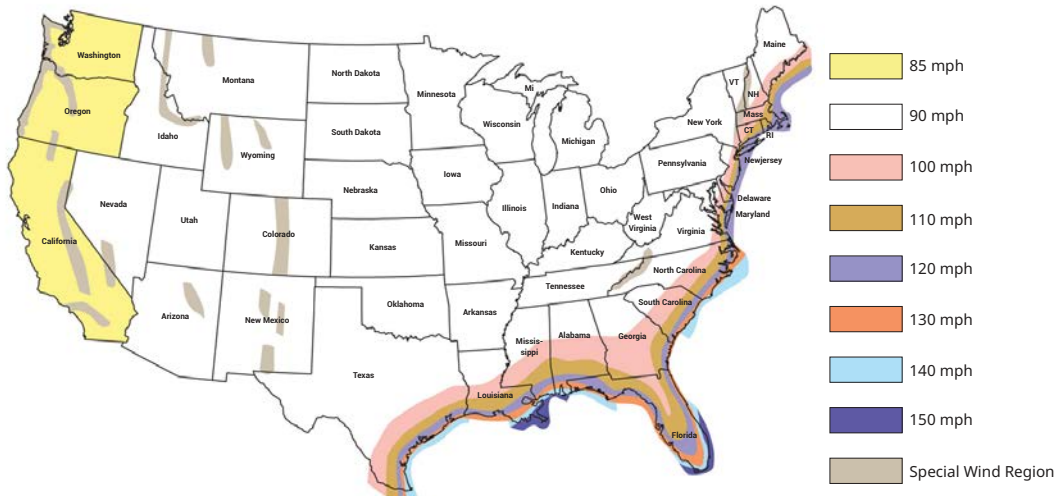 Washington
Oregon
California
Idaho
Nevada
Montana
Wyoming
Utah
Arizona
Colorado
New Mexico
North Dakota
South Dakota
Nebraska
Kansas
Oklahoma
Texas
Minnesota
Iowa
Missouri
Arkansas
Louisiana
Wisconsin
Mi
Michigan
Illinois
Indiana
Ohio
Kentucky
Tennessee
Missis-
sippi
Alabama
Georgia
Florida
South Carolina
North Carolina
Virginia
West
Virginia
Pennsylvania
New York
VT
NH
Maine
Mass
CT
RI
Newjersey
Delaware
Maryland
85 mph
90 mph
100 mph
110 mph
120 mph
130 mph
140 mph
150 mph
Special Wind Region